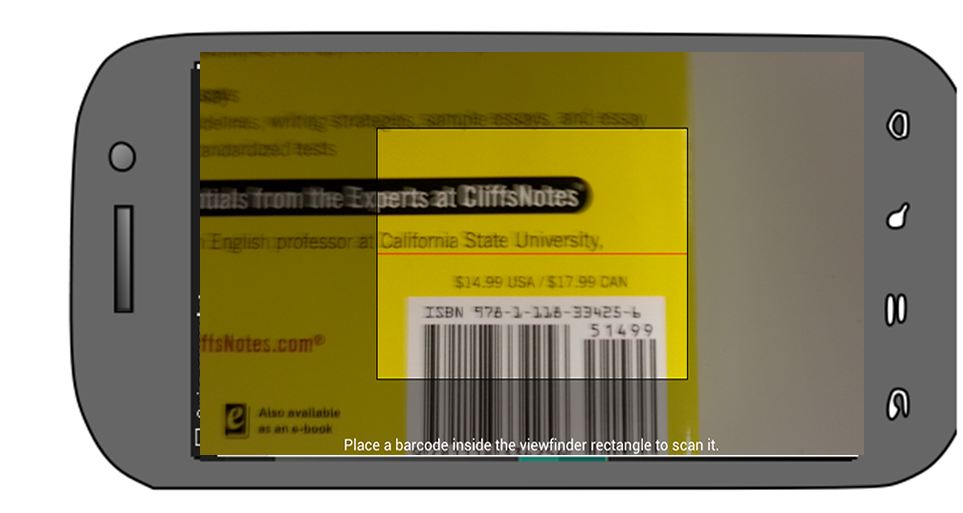 says
delines, writing strategies, sample essays, and essay
andardized tests
tials from the Experts at CliffsNotes®
n English professor at California State University,
$14.99 USA / $17.99 CAN
ISBN 978-1-118-33425-6
51499
ffsNotes.com®
e
Also available
as an e-book
Place a barcode inside the viewfinder rectangle to scan it.